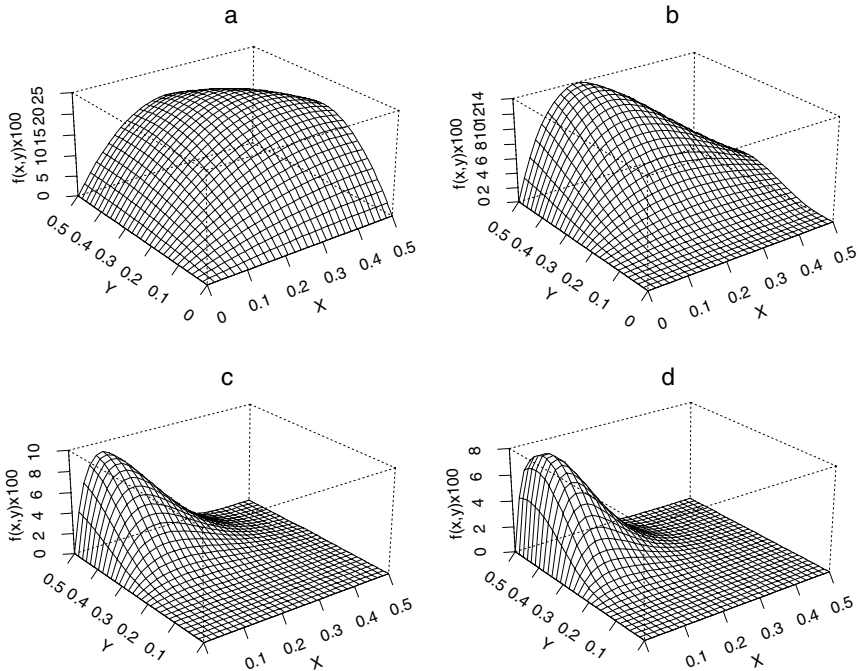 a
f(x,y)x100
0 5 10 15 20 25
0.5 0.4 0.3 0.2 0.1 0
Y
0 0.1 0.2 0.3 0.4 0.5
X
b
f(x,y)x100
0 2 4 6 8 10 12 14
0.5 0.4 0.3 0.2 0.1 0
Y
0 0.1 0.2 0.3 0.4 0.5
X
c
f(x,y)x100
0 2 4 6 8 10
0.5 0.4 0.3 0.2 0.1
Y
0.1 0.2 0.3 0.4 0.5
X
d
f(x,y)x100
0 2 4 6 8
0.5 0.4 0.3 0.2 0.1
Y
0.1 0.2 0.3 0.4 0.5
X